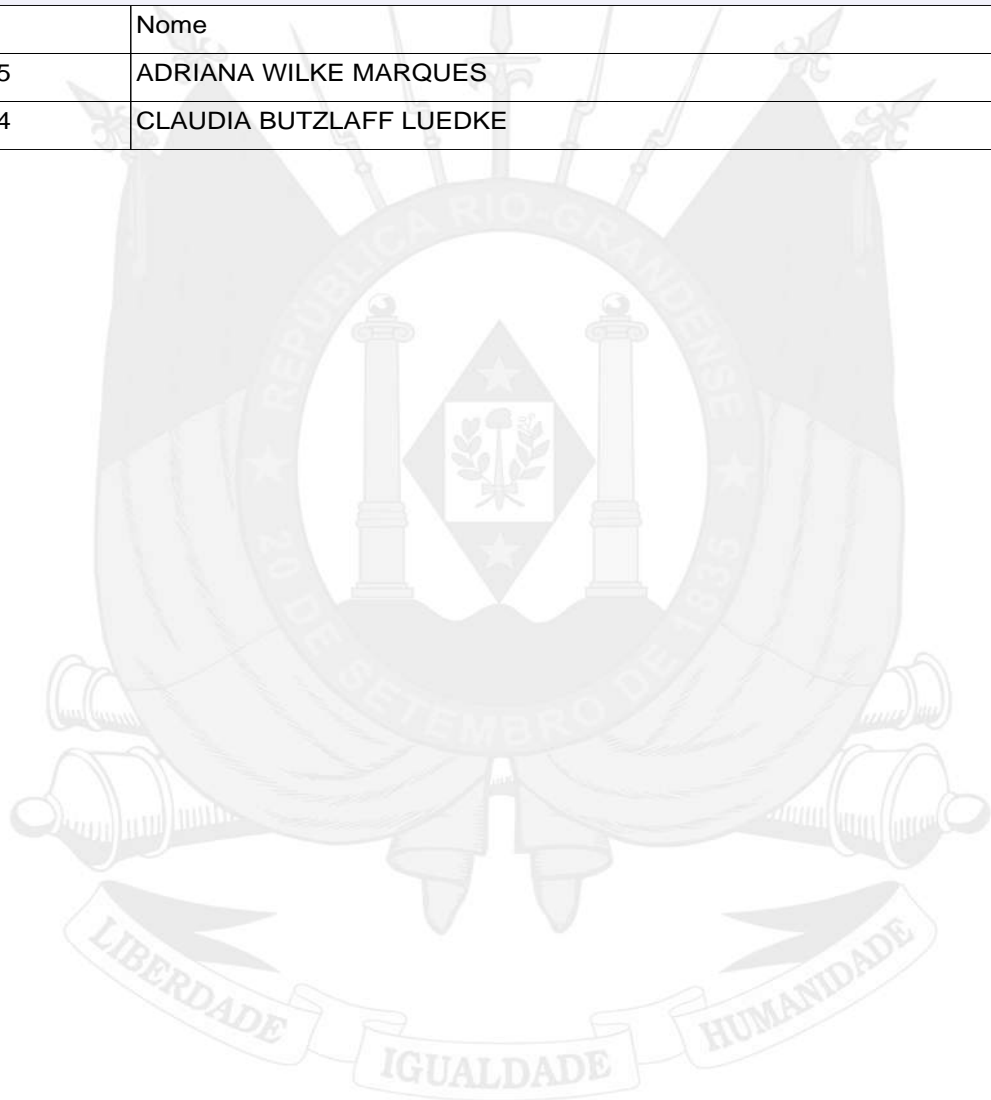 Nome
5 ADRIANA WILKE MARQUES
4 CLAUDIA BUTZLAFF LUEDKE
REPÚBLICA RIO-GRANDENSE
20 DE SETEMBRO DE 1835
LIBERDADE IGUALDADE HUMANIDADE